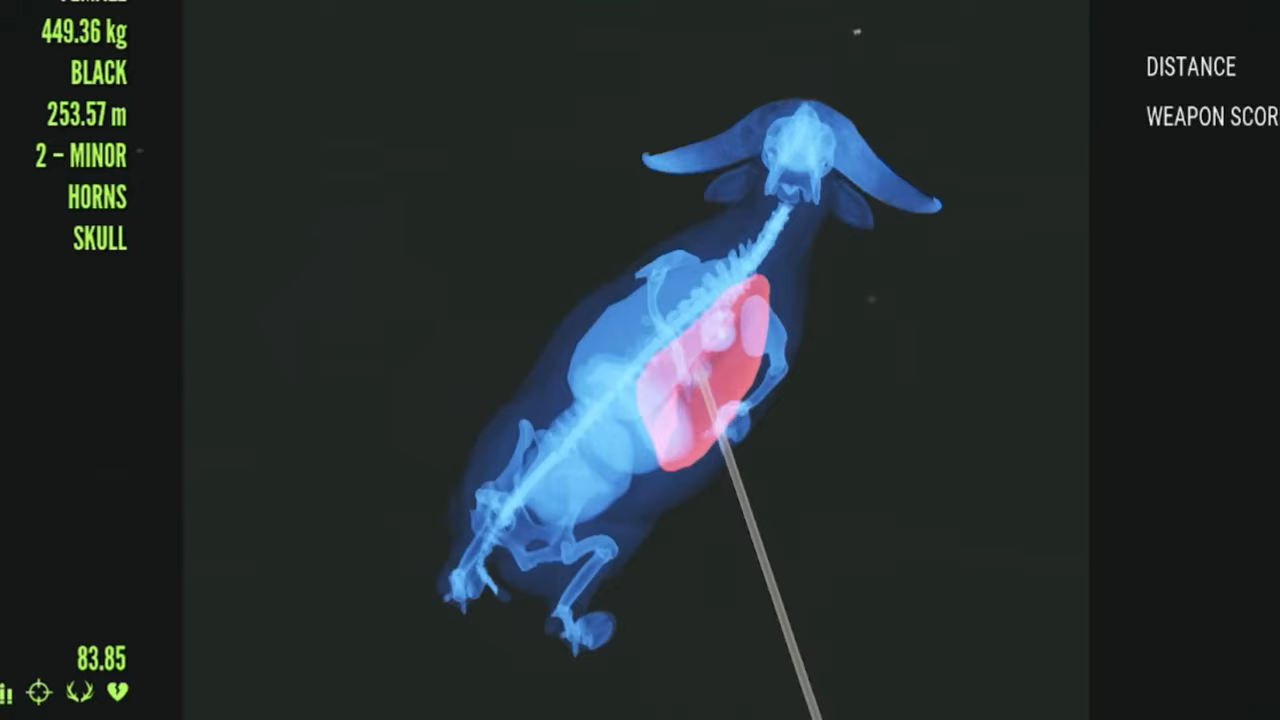 449.36 kg
BLACK
253.57 m
2 – MINOR
HORNS
SKULL
83.85
DISTANCE
WEAPON SCOR